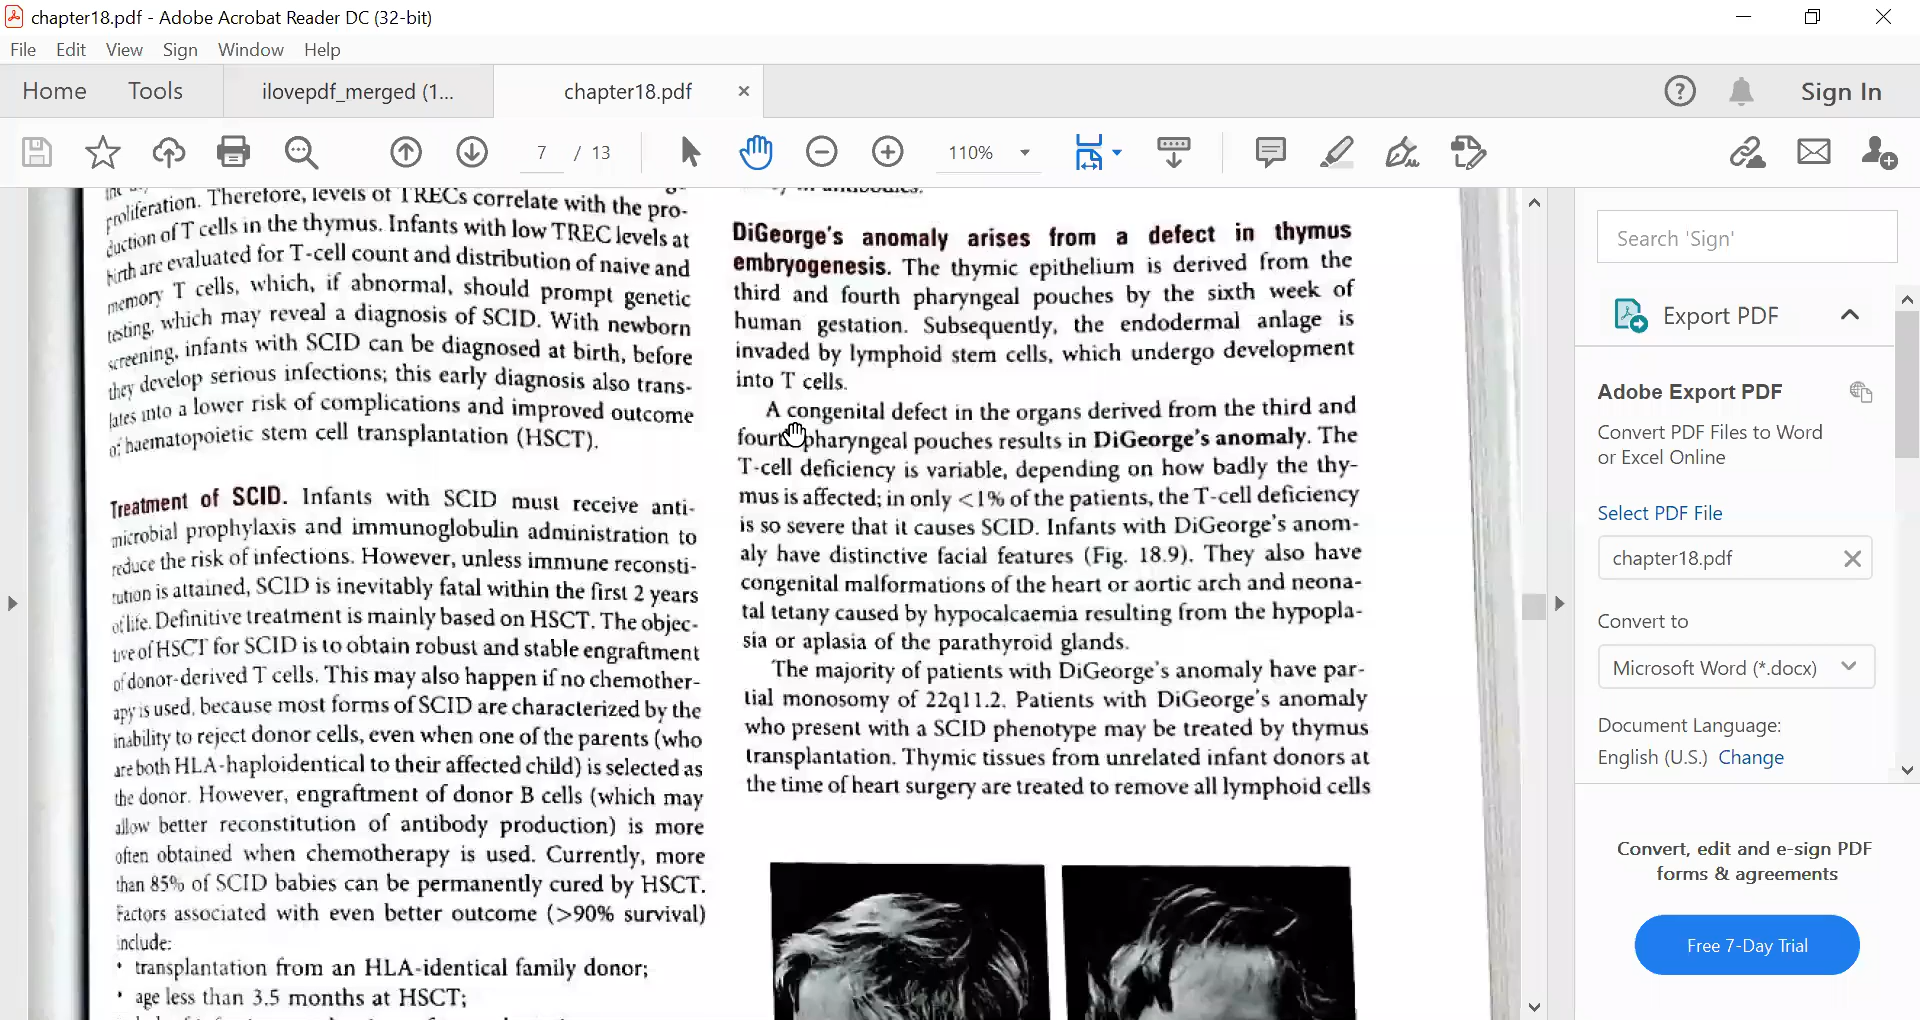 chapter18.pdf - Adobe Acrobat Reader DC (32-bit)
File Edit View Sign Window Help
Home Tools ilovepdf_merged (1... chapter18.pdf
Sign In
7 / 13 110%
proliferation. Therefore, levels of TRECs correlate with the pro-
duction of T cells in the thymus. Infants with low TREC levels at
birth are evaluated for T-cell count and distribution of naive and
memory T cells, which, if abnormal, should prompt genetic
testing, which may reveal a diagnosis of SCID. With newborn
screening, infants with SCID can be diagnosed at birth, before
they develop serious infections; this early diagnosis also trans-
lates into a lower risk of complications and improved outcome
of haematopoietic stem cell transplantation (HSCT).
Treatment of SCID. Infants with SCID must receive anti-
microbial prophylaxis and immunoglobulin administration to
reduce the risk of infections. However, unless immune reconsti-
tution is attained, SCID is inevitably fatal within the first 2 years
of life. Definitive treatment is mainly based on HSCT. The objec-
tive of HSCT for SCID is to obtain robust and stable engraftment
of donor-derived T cells. This may also happen if no chemother-
apy is used, because most forms of SCID are characterized by the
inability to reject donor cells, even when one of the parents (who
are both HLA-haploidentical to their affected child) is selected as
the donor. However, engraftment of donor B cells (which may
allow better reconstitution of antibody production) is more
often obtained when chemotherapy is used. Currently, more
than 85% of SCID babies can be permanently cured by HSCT.
Factors associated with even better outcome (>90% survival)
include:
• transplantation from an HLA-identical family donor;
• age less than 3.5 months at HSCT;
DiGeorge's anomaly arises from a defect in thymus
embryogenesis. The thymic epithelium is derived from the
third and fourth pharyngeal pouches by the sixth week of
human gestation. Subsequently, the endodermal anlage is
invaded by lymphoid stem cells, which undergo development
into T cells.
A congenital defect in the organs derived from the third and
fourth pharyngeal pouches results in DiGeorge's anomaly. The
T-cell deficiency is variable, depending on how badly the thy-
mus is affected; in only <1% of the patients, the T-cell deficiency
is so severe that it causes SCID. Infants with DiGeorge's anom-
aly have distinctive facial features (Fig. 18.9). They also have
congenital malformations of the heart or aortic arch and neona-
tal tetany caused by hypocalcaemia resulting from the hypopla-
sia or aplasia of the parathyroid glands.
The majority of patients with DiGeorge's anomaly have par-
tial monosomy of 22q11.2. Patients with DiGeorge's anomaly
who present with a SCID phenotype may be treated by thymus
transplantation. Thymic tissues from unrelated infant donors at
the time of heart surgery are treated to remove all lymphoid cells
Search 'Sign'
Export PDF
Adobe Export PDF
Convert PDF Files to Word
or Excel Online
Select PDF File
chapter18.pdf
Convert to
Microsoft Word (*.docx)
Document Language:
English (U.S.) Change
Convert, edit and e-sign PDF
forms & agreements
Free 7-Day Trial